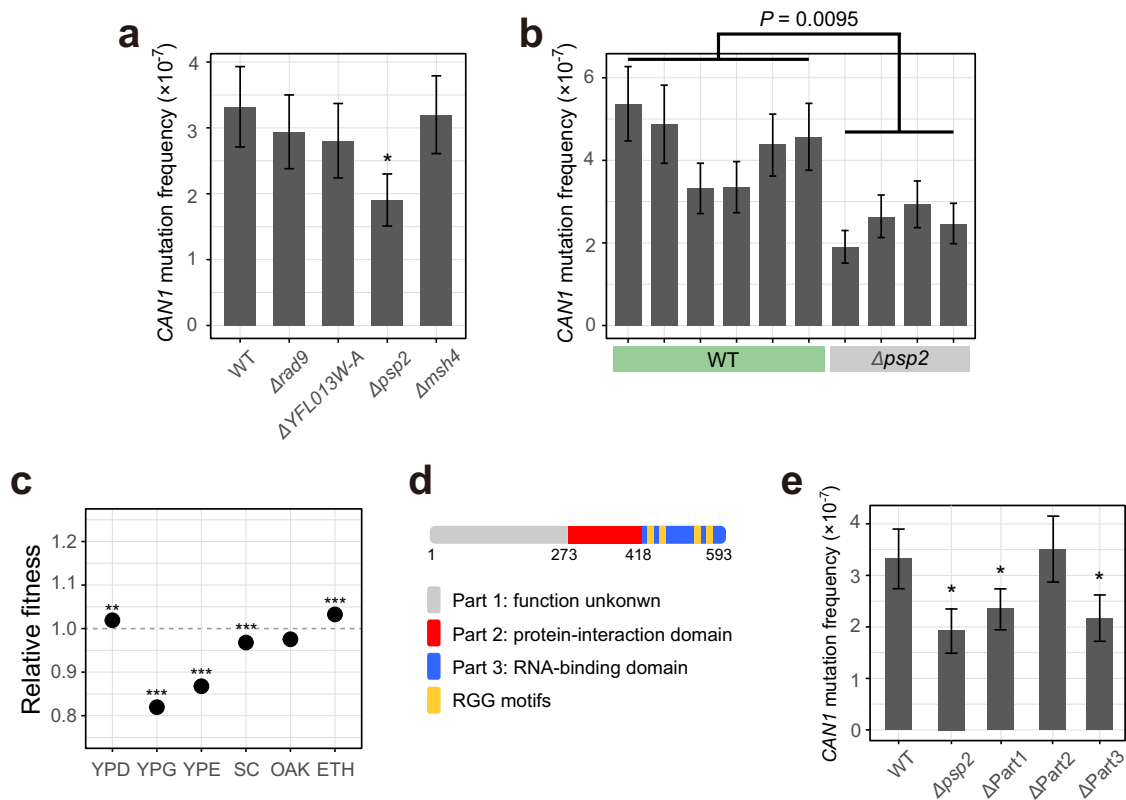 a
CAN1 mutation frequency (×10-7)
4
3
2
1
0
*
WT
Δrad9
ΔYFL013W-A
Δpsp2
Δmsh4
b
P = 0.0095
CAN1 mutation frequency (×10-7)
6
4
2
0
WT
Δpsp2
c
Relative fitness
1.2
1.1
1.0
0.9
0.8
**
***
***
***
***
YPD YPG YPE SC OAK ETH
d
1 273 418 593
Part 1: function unkonwn
Part 2: protein-interaction domain
Part 3: RNA-binding domain
RGG motifs
e
CAN1 mutation frequency (×10-7)
4
3
2
1
0
*
*
*
WT
Δpsp2
ΔPart1
ΔPart2
ΔPart3